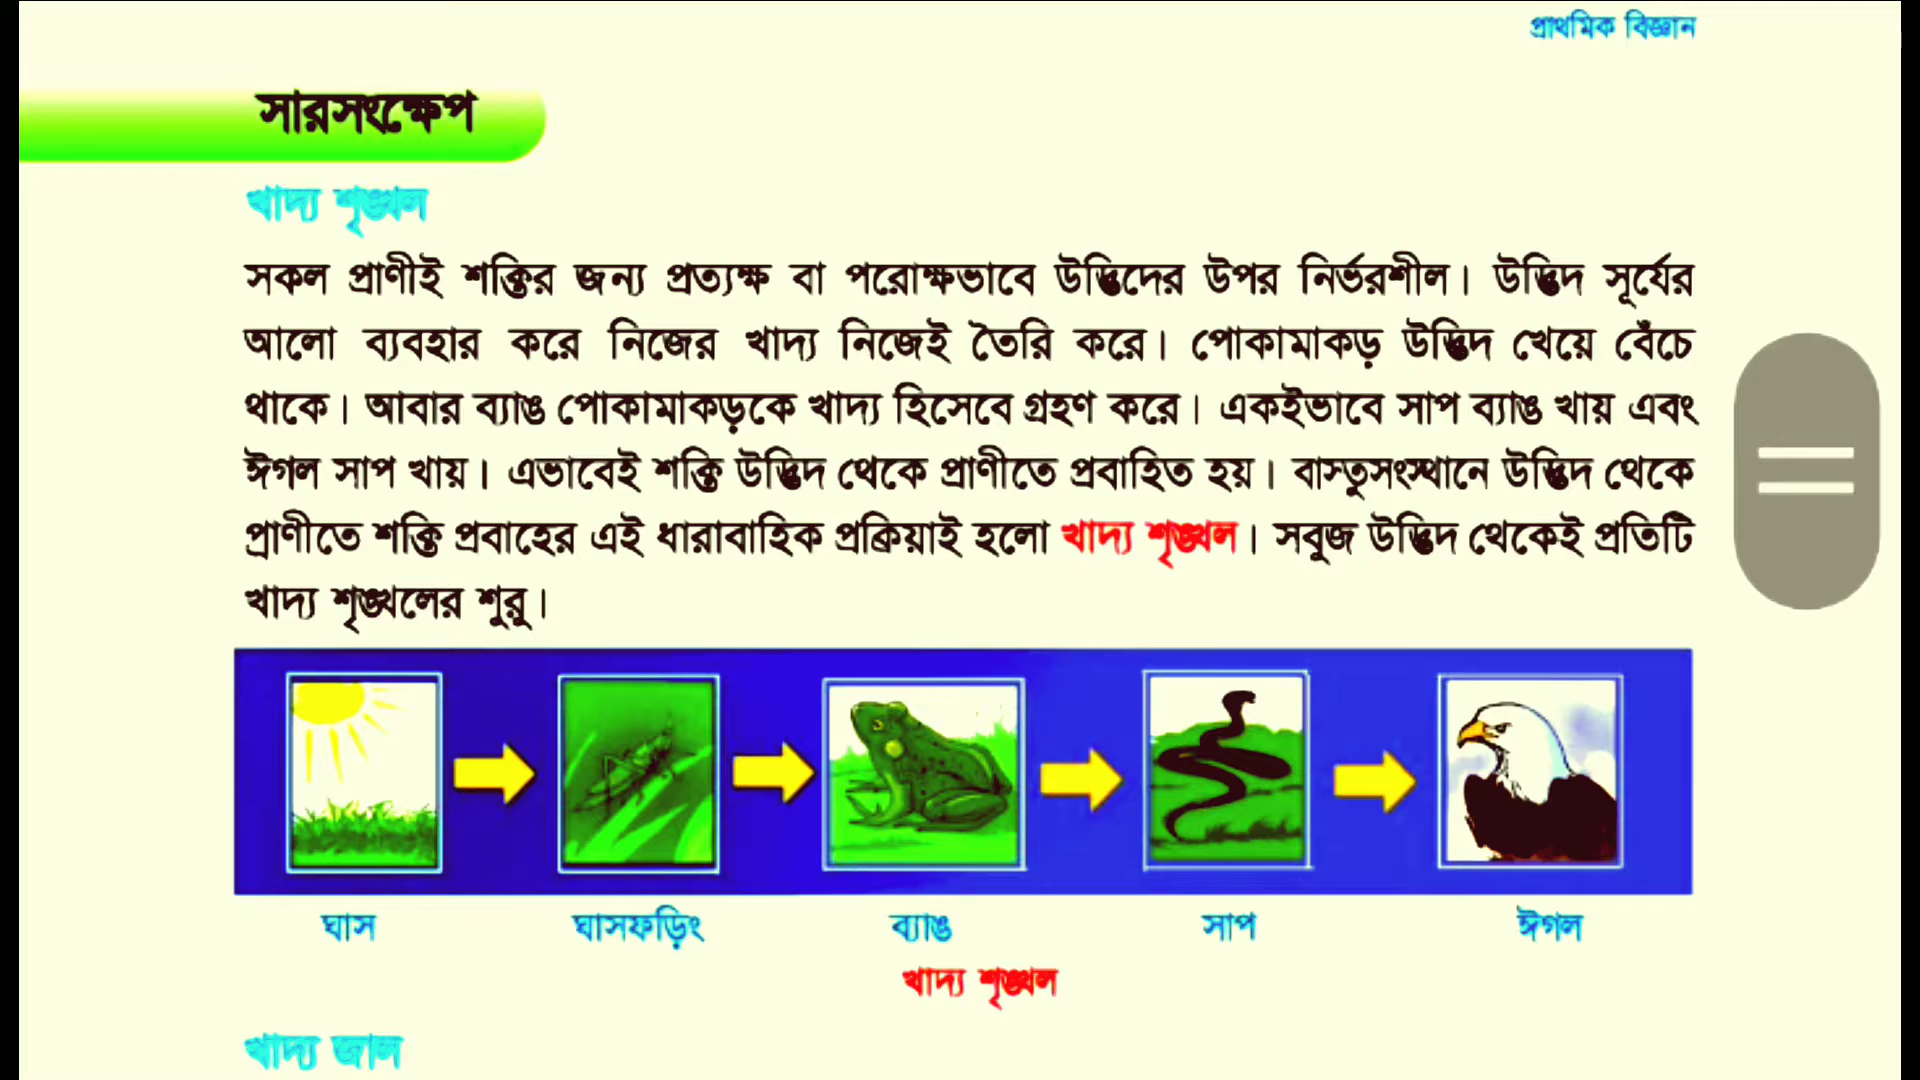 প্রাথমিক বিজ্ঞান
সারসংক্ষেপ
খাদ্য শৃঙ্খল
সকল প্রাণীই শক্তির জন্য প্রত্যক্ষ বা পরোক্ষভাবে উদ্ভিদের উপর নির্ভরশীল। উদ্ভিদ সূর্যের
আলো ব্যবহার করে নিজের খাদ্য নিজেই তৈরি করে। পোকামাকড় উদ্ভিদ খেয়ে বেঁচে
থাকে। আবার ব্যাঙ পোকামাকড়কে খাদ্য হিসেবে গ্রহণ করে। একইভাবে সাপ ব্যাঙ খায় এবং
ঈগল সাপ খায়। এভাবেই শক্তি উদ্ভিদ থেকে প্রাণীতে প্রবাহিত হয়। বাস্তুসংস্থানে উদ্ভিদ থেকে
প্রাণীতে শক্তি প্রবাহের এই ধারাবাহিক প্রক্রিয়াই হলো খাদ্য শৃঙ্খল। সবুজ উদ্ভিদ থেকেই প্রতিটি
খাদ্য শৃঙ্খলের শুরু।
ঘাস ঘাসফড়িং ব্যাঙ সাপ ঈগল
খাদ্য শৃঙ্খল
খাদ্য জাল